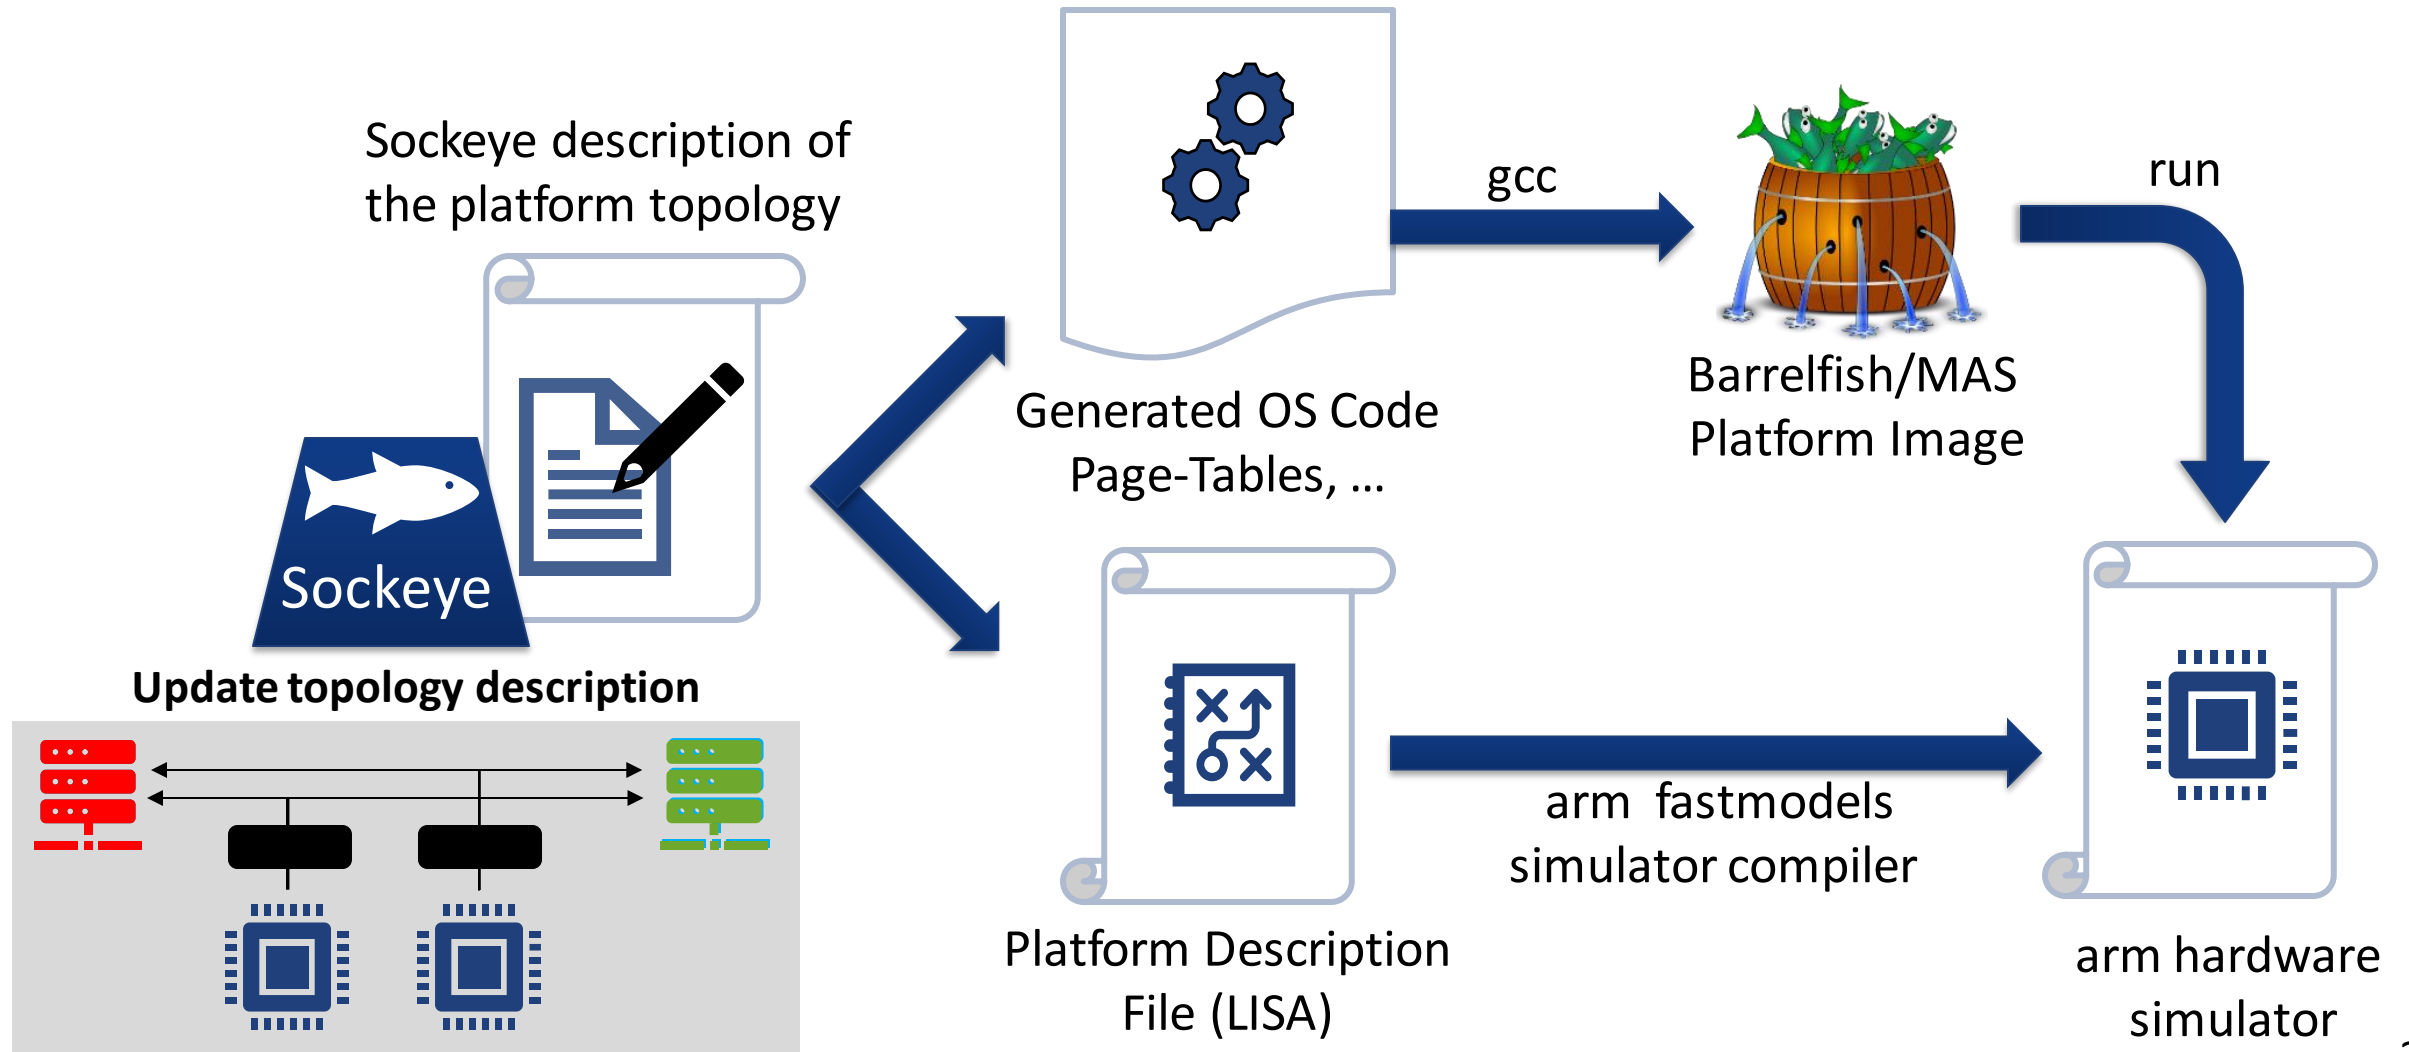 Sockeye description of
the platform topology
Sockeye
Update topology description
Generated OS Code
Page-Tables, ...
gcc
Barrelfish/MAS
Platform Image
run
Platform Description
File (LISA)
arm fastmodels
simulator compiler
arm hardware
simulator